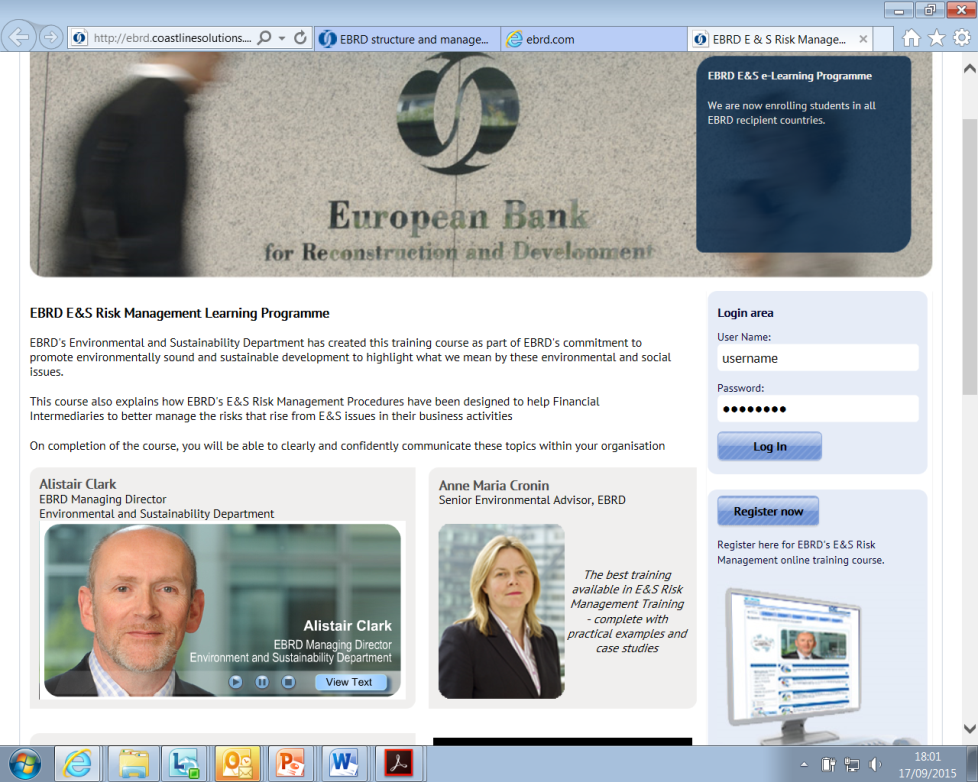 http://ebrd.coastlinesolutions....
EBRD structure and manage...
ebrd.com
EBRD E & S Risk Manage...
European Bank
for Reconstruction and Development
EBRD E&S e-Learning Programme
We are now enrolling students in all
EBRD recipient countries.
EBRD E&S Risk Management Learning Programme
EBRD's Environmental and Sustainability Department has created this training course as part of EBRD's commitment to
promote environmentally sound and sustainable development to highlight what we mean by these environmental and social
issues.
This course also explains how EBRD's E&S Risk Management Procedures have been designed to help Financial
Intermediaries to better manage the risks that rise from E&S issues in their business activities
On completion of the course, you will be able to clearly and confidently communicate these topics within your organisation
Alistair Clark
EBRD Managing Director
Environmental and Sustainability Department
Alistair Clark
EBRD Managing Director
Environment and Sustainability Department
View Text
Anne Maria Cronin
Senior Environmental Advisor, EBRD
The best training
available in E&S Risk
Management Training
- complete with
practical examples and
case studies
Login area
User Name:
username
Password:
Log In
Register now
Register here for EBRD's E&S Risk
Management online training course.
18:01
17/09/2015